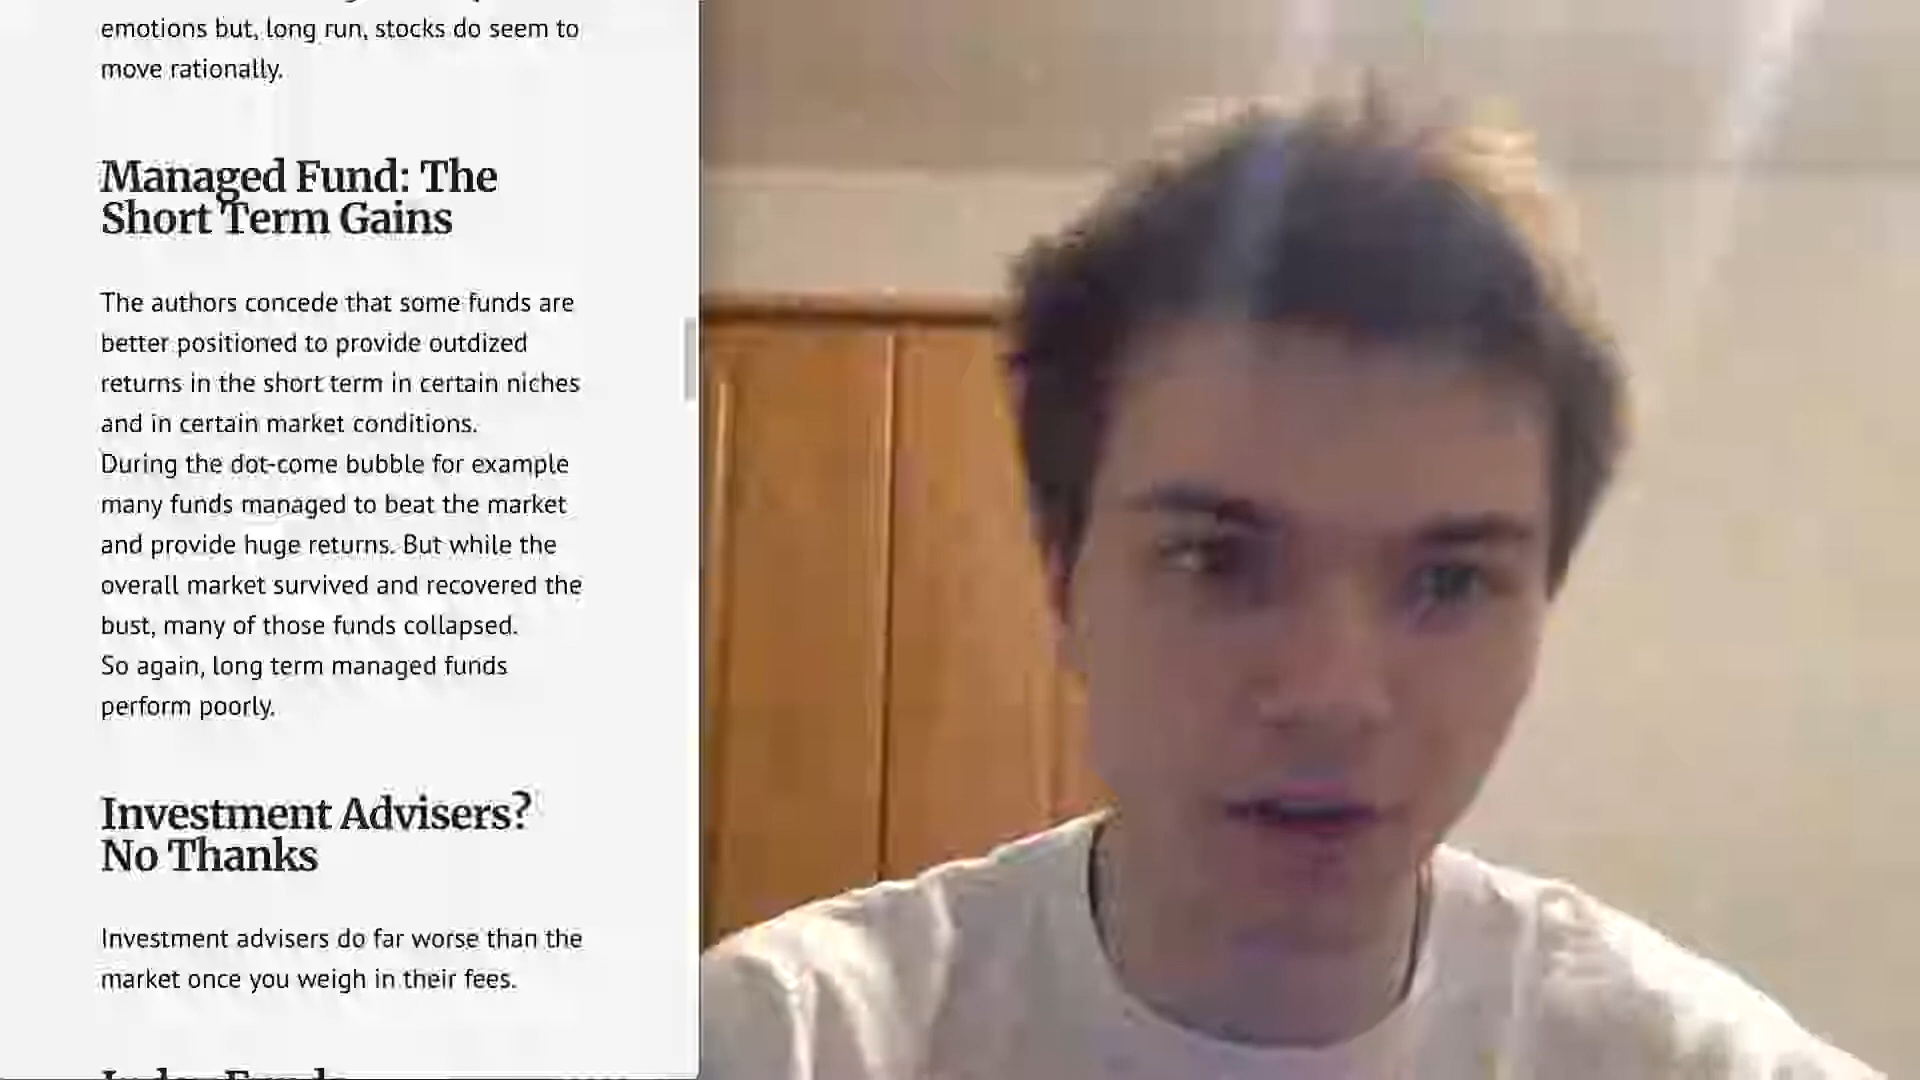 emotions but, long run, stocks do seem to
move rationally.
Managed Fund: The
Short Term Gains
The authors concede that some funds are
better positioned to provide outdized
returns in the short term in certain niches
and in certain market conditions.
During the dot-come bubble for example
many funds managed to beat the market
and provide huge returns. But while the
overall market survived and recovered the
bust, many of those funds collapsed.
So again, long term managed funds
perform poorly.
Investment Advisers?
No Thanks
Investment advisers do far worse than the
market once you weigh in their fees.
Index Funds